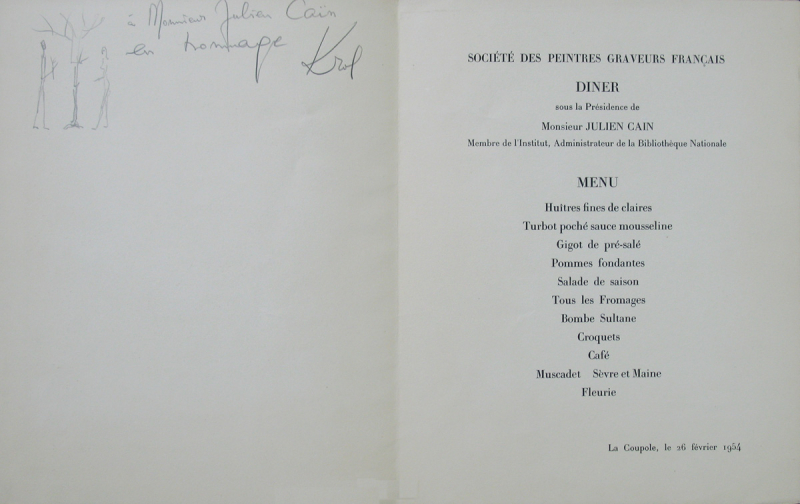 à Monsieur Julien Caïn
en hommage
Krol
SOCIÉTÉ DES PEINTRES GRAVEURS FRANÇAIS
DINER
sous la Présidence de
Monsieur JULIEN CAIN
Membre de l'Institut, Administrateur de la Bibliothèque Nationale
MENU
Huîtres fines de claires
Turbot poché sauce mousseline
Gigot de pré-salé
Pommes fondantes
Salade de saison
Tous les Fromages
Bombe Sultane
Croquets
Café
Muscadet Sèvre et Maine
Fleurie
La Coupole, le 26 février 1954